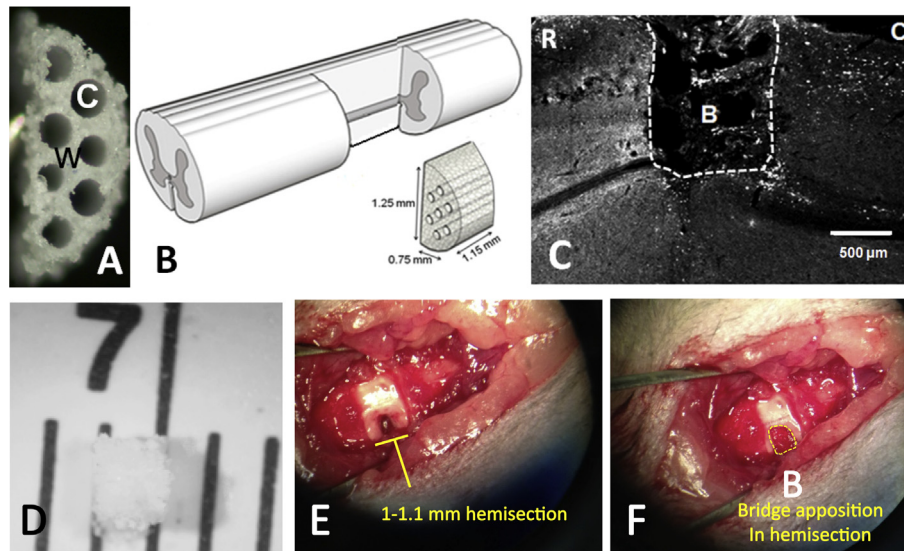 C
W
A
B
1.25 mm
0.75 mm
1.15 mm
R
C
B
C
500 µm
7
D
E
1-1.1 mm hemisection
F
B
Bridge apposition
In hemisection